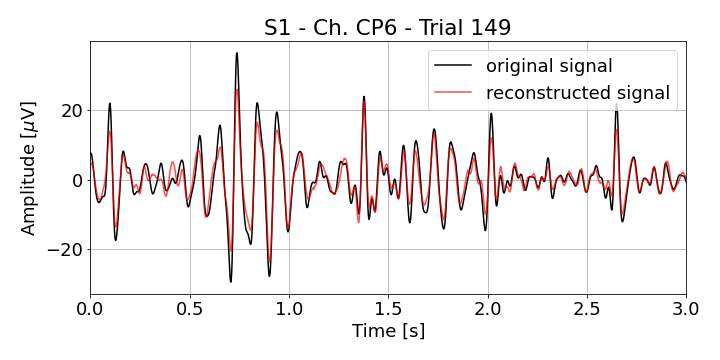 S1 - Ch. CP6 - Trial 149
original signal
reconstructed signal
Amplitude [μV]
20
0
−20
0.0 0.5 1.0 1.5 2.0 2.5 3.0
Time [s]